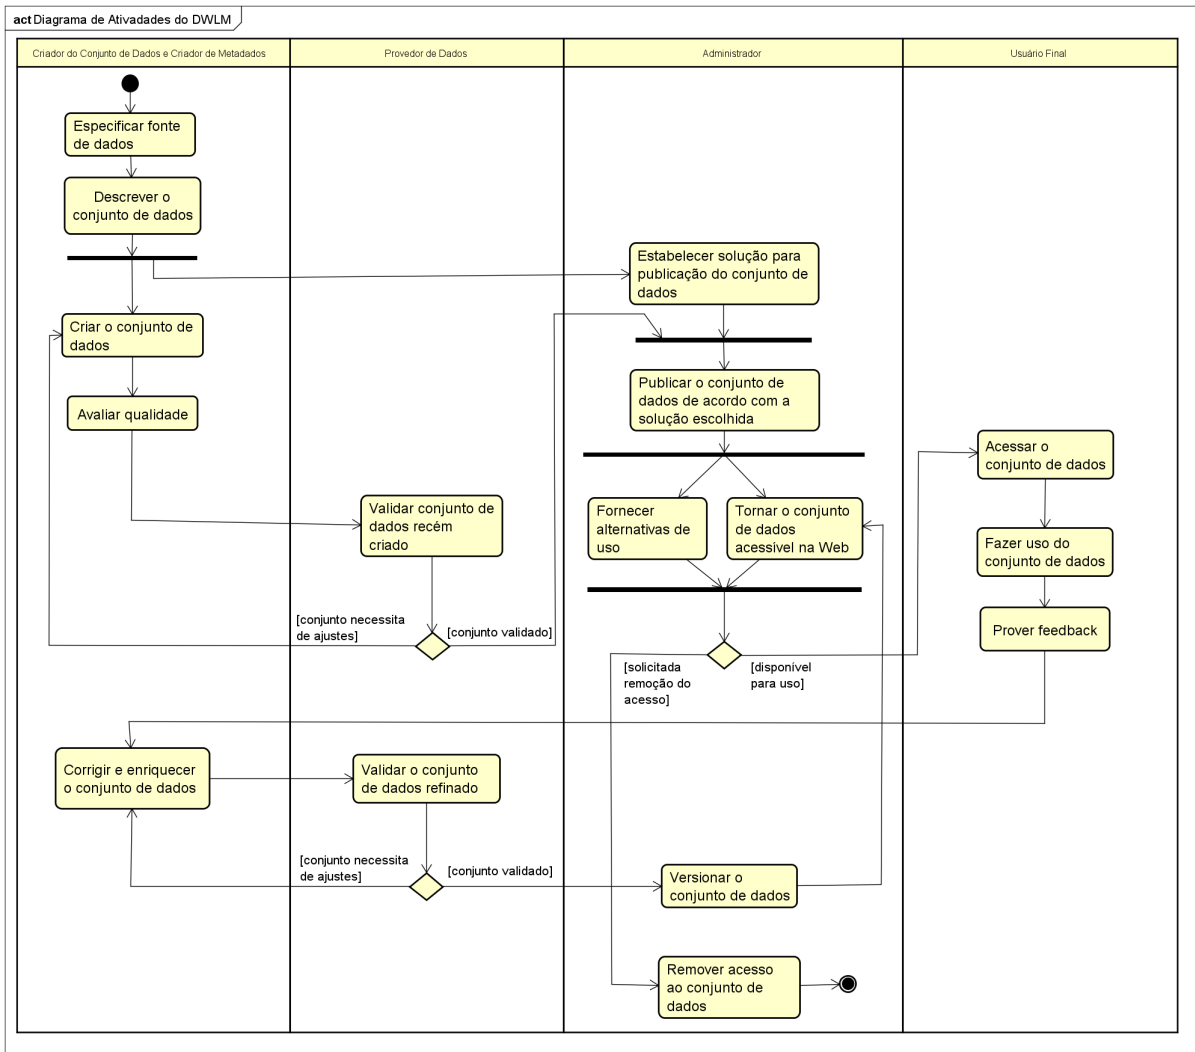 act Diagrama de Ativadades do DWLM
Criador do Conjunto de Dados e Criador de Metadados
Provedor de Dados
Administrador
Usuário Final
Especificar fonte
de dados
Descrever o
conjunto de dados
Estabelecer solução para
publicação do conjunto de
dados
Criar o conjunto de
dados
Publicar o conjunto de
dados de acordo com a
solução escolhida
Avaliar qualidade
Acessar o
conjunto de dados
Validar conjunto de
dados recém
criado
Fornecer
alternativas de
uso
Tornar o conjunto
de dados
acessível na Web
Fazer uso do
conjunto de dados
Prover feedback
[conjunto necessita
de ajustes]
[conjunto validado]
[solicitada
remoção do
acesso]
[disponível
para uso]
Corrigir e enriquecer
o conjunto de dados
Validar o conjunto
de dados refinado
[conjunto necessita
de ajustes]
[conjunto validado]
Versionar o
conjunto de dados
Remover acesso
ao conjunto de
dados